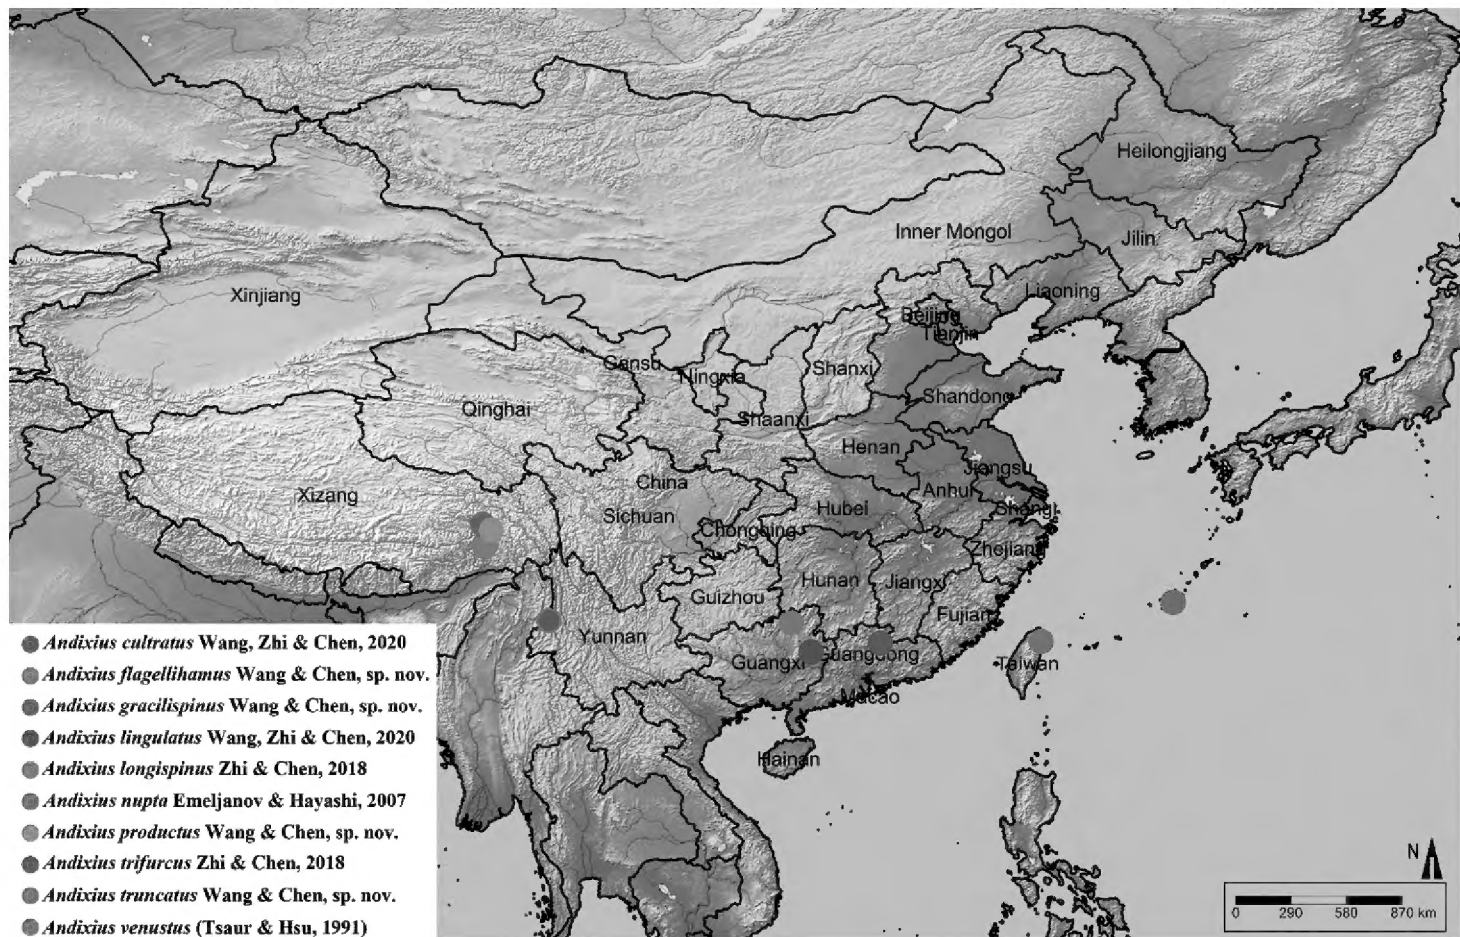 Heilongjiang
Inner Mongol
Jilin
Xinjiang
Liaoning
Beijing
Tianjin
Gansu
Ningxia
Shanxi
Shandong
Qinghai
Shaanxi
Henan
Jiangsu
China
Xizang
Anhui
Sichuan
Hubei
Chongqing
Zhejiang
Hunan
Jiangxi
Guizhou
Fujian
Yunnan
Guangxi
Guangdong
Taiwan
Macao
Hainan
Andixius cultratus Wang, Zhi & Chen, 2020
Andixius flagellihamus Wang & Chen, sp. nov.
Andixius gracilispinus Wang & Chen, sp. nov.
Andixius lingulatus Wang, Zhi & Chen, 2020
Andixius longispinus Zhi & Chen, 2018
Andixius nupta Emeljanov & Hayashi, 2007
Andixius productus Wang & Chen, sp. nov.
Andixius trifurcus Zhi & Chen, 2018
Andixius truncatus Wang & Chen, sp. nov.
Andixius venustus (Tsaur & Hsu, 1991)
N
0 290 580 870 km